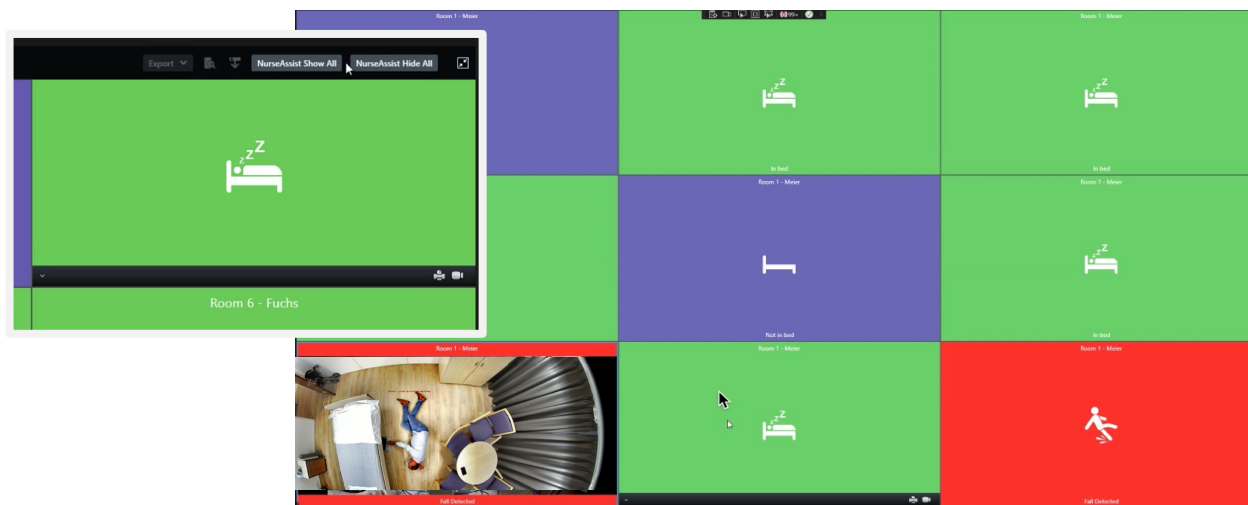 Room 1 - Meier
99+
Room 1 - Meier
Export
NurseAssist Show All
NurseAssist Hide All
z z Z
Room 6 - Fuchs
z z Z
In bed
z z Z
In bed
Room 1 - Meier
Not in bed
Room 1 - Meier
z z Z
In bed
Room 1 - Meier
Fall Detected
Room 1 - Meier
z z Z
Room 1 - Meier
Fall Detected